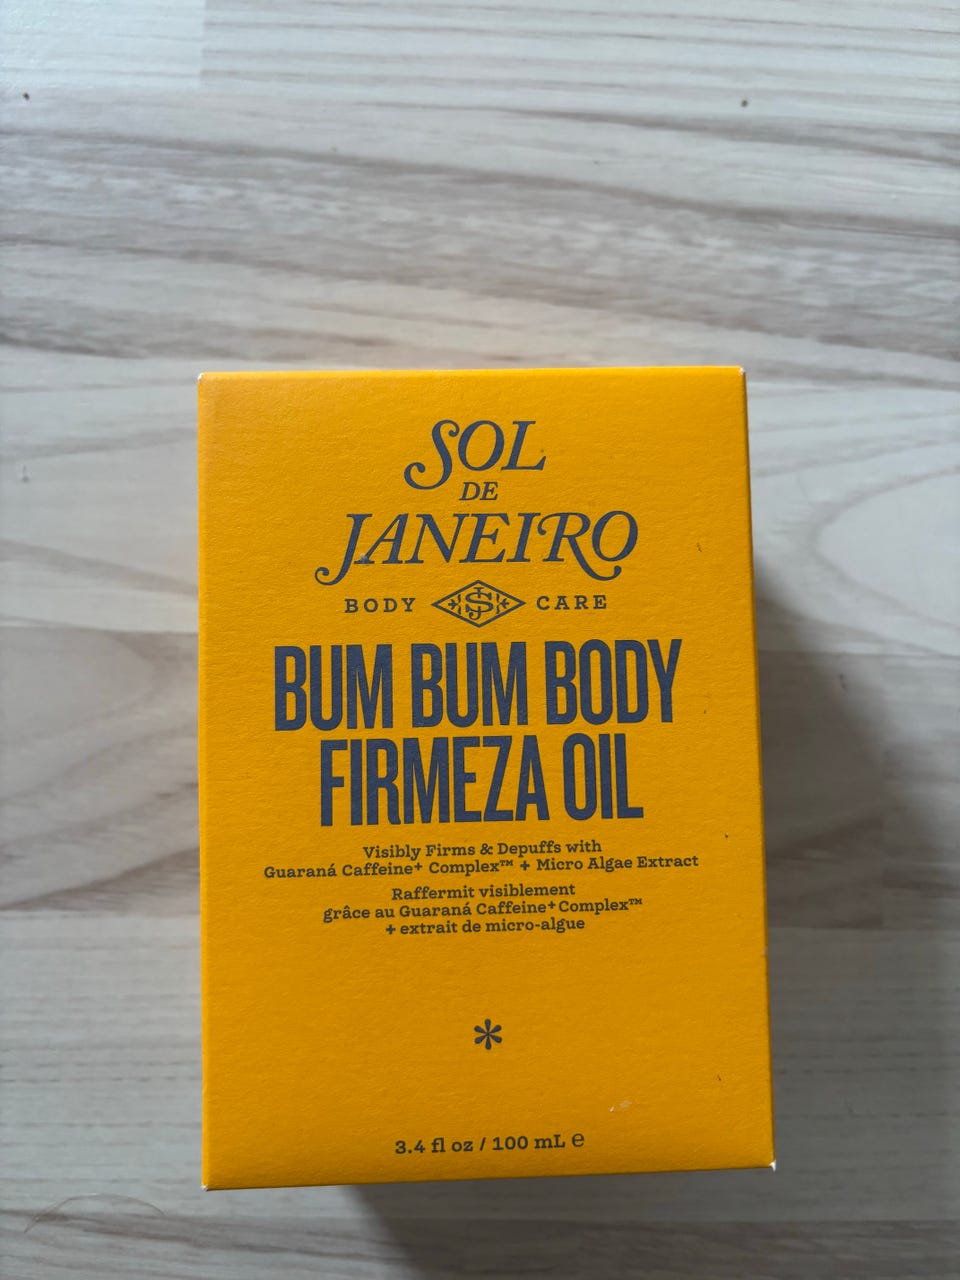 SOL
DE
JANEIRO
BODY SJ CARE
BUM BUM BODY
FIRMEZA OIL
Visibly Firms & Depuffs with
Guaraná Caffeine+ Complex™ + Micro Algae Extract
Raffermit visiblement
grâce au Guaraná Caffeine+ Complex™
+ extrait de micro-algue
*
3.4 fl oz / 100 mL ℮